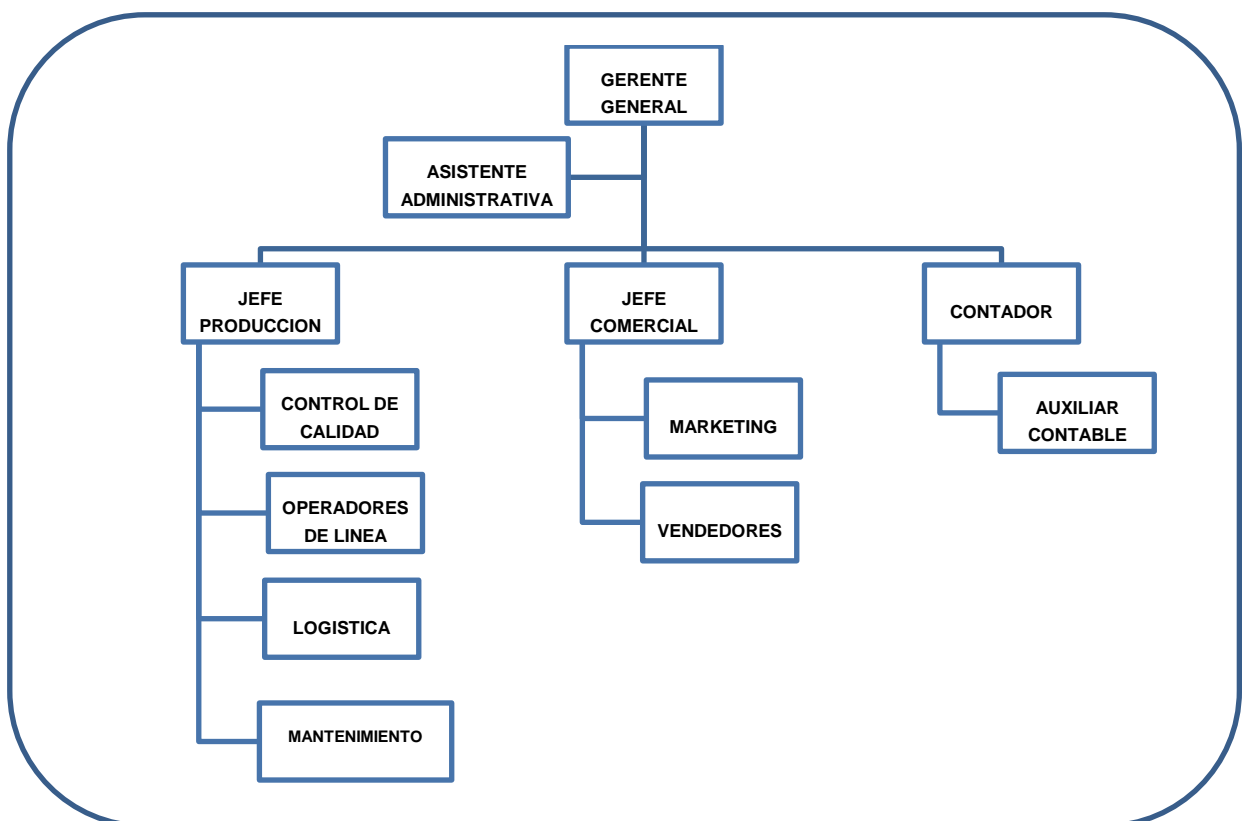 GERENTE
GENERAL
ASISTENTE
ADMINISTRATIVA
JEFE
PRODUCCION
JEFE
COMERCIAL
CONTADOR
CONTROL DE
CALIDAD
OPERADORES
DE LINEA
LOGISTICA
MANTENIMIENTO
MARKETING
VENDEDORES
AUXILIAR
CONTABLE